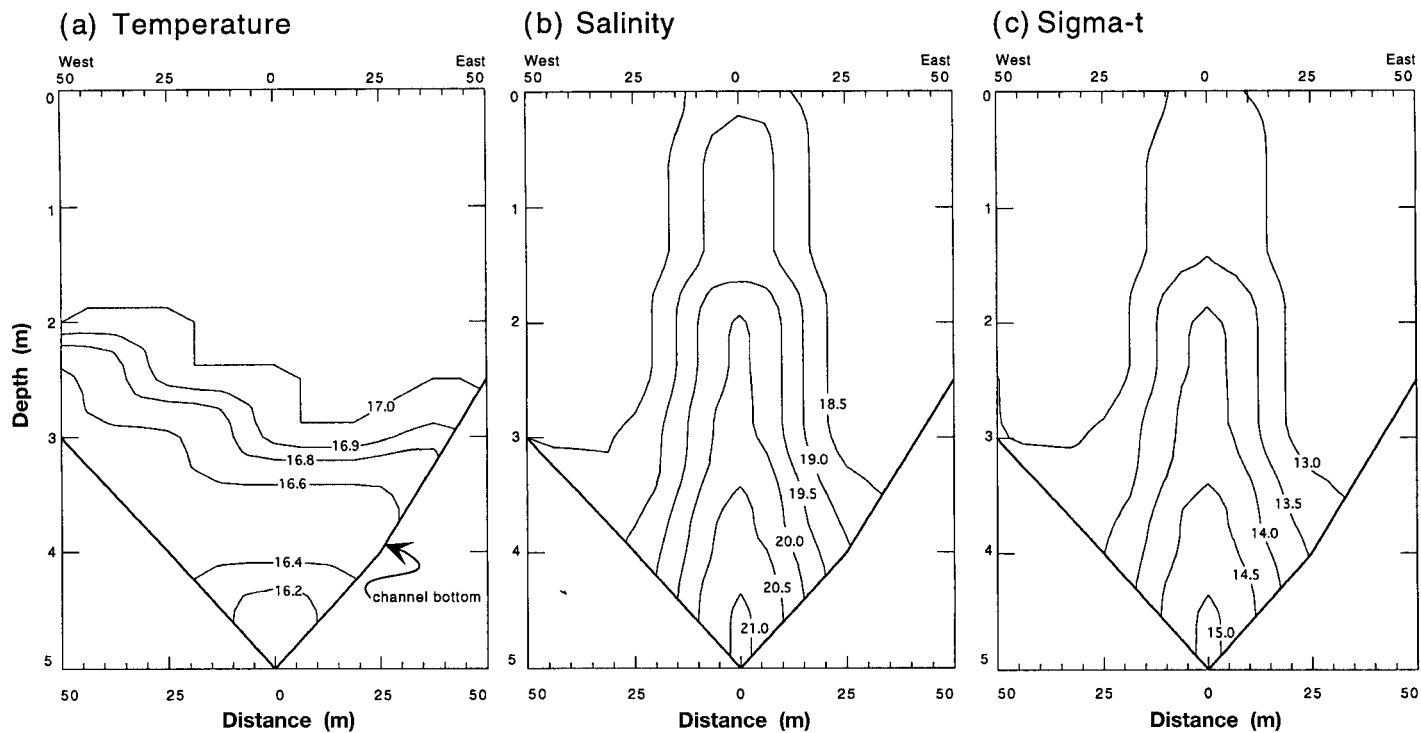 (a) Temperature
(b) Salinity
(c) Sigma-t
West East
50 25 0 25 50
West East
50 25 0 25 50
West East
50 25 0 25 50
0
1
2
3
4
5
Depth (m)
17.0
16.9
16.8
16.6
16.4
16.2
channel bottom
50 25 0 25 50
Distance (m)
0
1
2
3
4
5
18.5
19.0
19.5
20.0
20.5
21.0
50 25 0 25 50
Distance (m)
0
1
2
3
4
5
13.0
13.5
14.0
14.5
15.0
50 25 0 25 50
Distance (m)